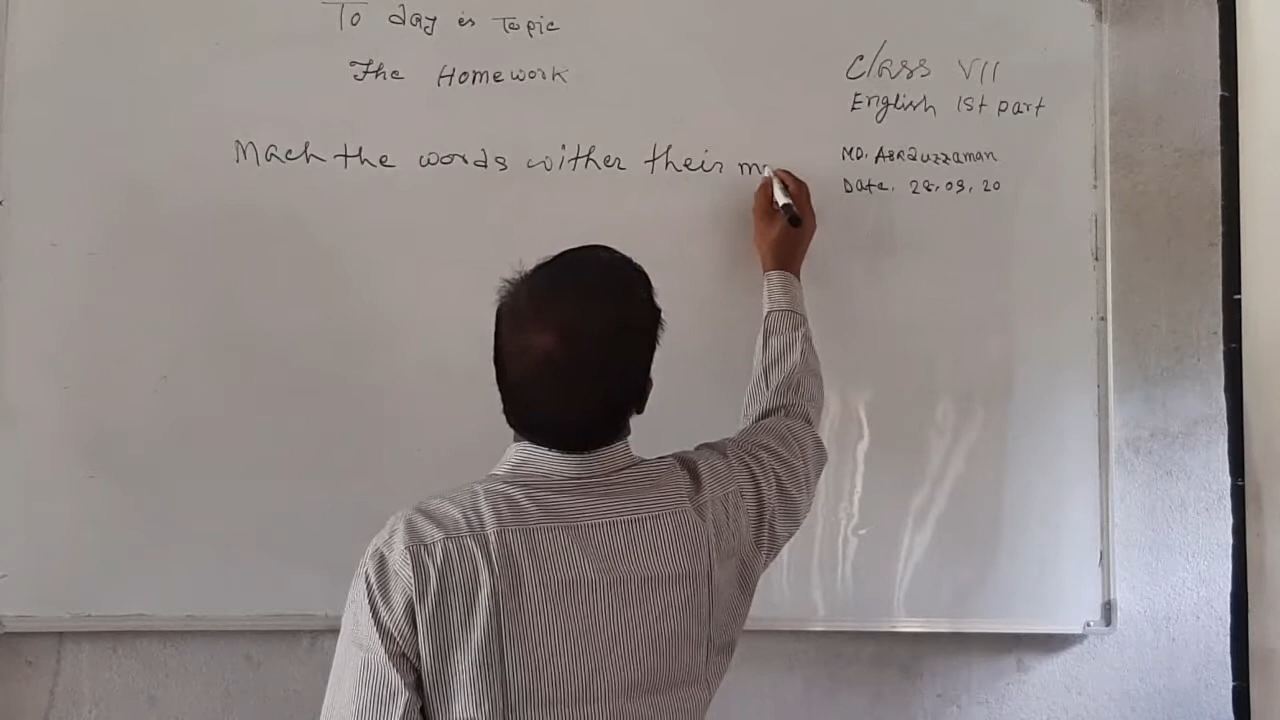 To day is Topic
The Homework
Class VII
English 1st part
Mach the words wither their m
MD. Asaduzzaman
Date. 28.09.20